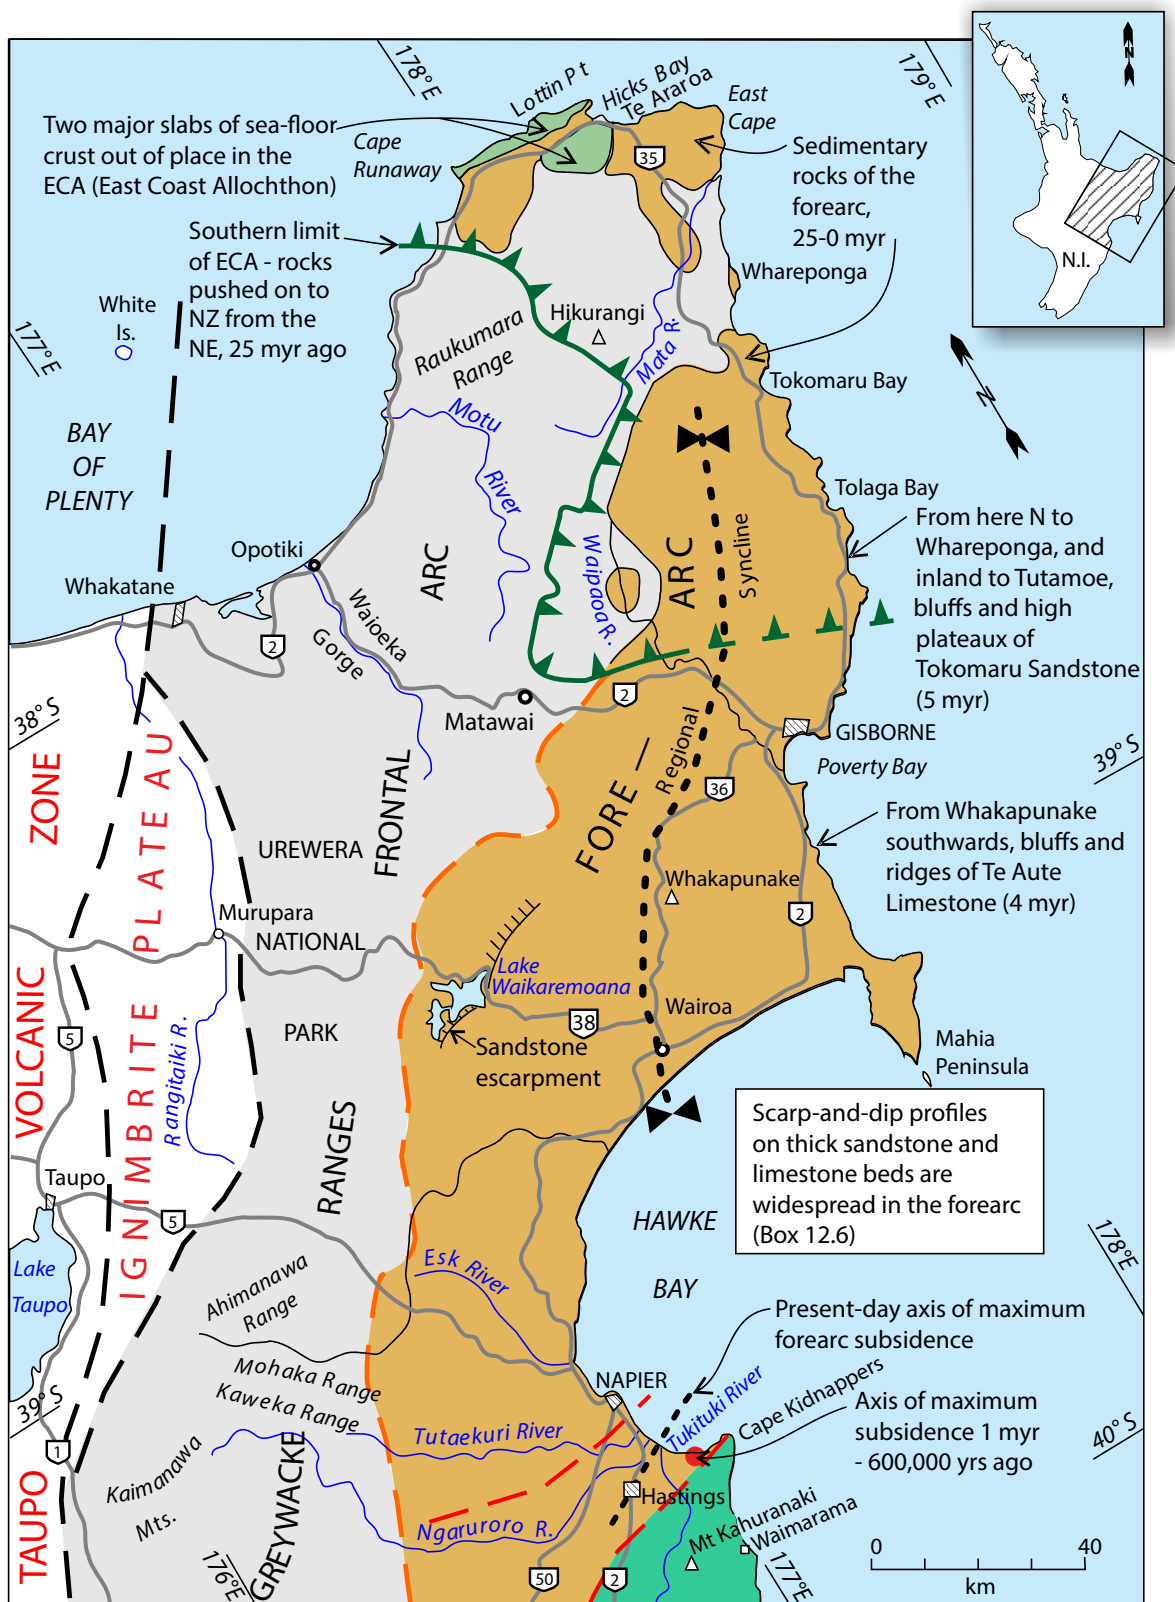 178° E
179° E
N
N.I.
Lottin Pt
Hicks Bay
Te Araroa
East
Cape
Cape
Runaway
35
Two major slabs of sea-floor
crust out of place in the
ECA (East Coast Allochthon)
Sedimentary
rocks of the
forearc,
25-0 myr
Southern limit
of ECA - rocks
pushed on to
NZ from the
NE, 25 myr ago
White
Is.
177° E
Whareponga
Hikurangi
Raukumara
Range
Mata R.
N
Tokomaru Bay
Motu
River
BAY
OF
PLENTY
Tolaga Bay
From here N to
Whareponga, and
inland to Tutamoe,
bluffs and high
plateaux of
Tokomaru Sandstone
(5 myr)
Opotiki
Whakatane
ARC
ARC
Syncline
Waipaoa R.
Waioeka
Gorge
2
2
Matawai
38° S
GISBORNE
Poverty Bay
39° S
Regional
36
FORE —
ZONE
PLATEAU
FRONTAL
UREWERA
From Whakapunake
southwards, bluffs and
ridges of Te Aute
Limestone (4 myr)
Whakapunake
2
Murupara
NATIONAL
Lake
Waikaremoana
38
Wairoa
PARK
Sandstone
escarpment
Mahia
Peninsula
5
VOLCANIC
IGNIMBRITE
Rangitaiki R.
RANGES
Scarp-and-dip profiles
on thick sandstone and
limestone beds are
widespread in the forearc
(Box 12.6)
Taupo
5
HAWKE
BAY
178°E
Lake
Taupo
Esk River
Ahimanawa
Range
Present-day axis of maximum
forearc subsidence
Mohaka Range
Kaweka Range
NAPIER
Tukituki River
Cape Kidnappers
Axis of maximum
subsidence 1 myr
- 600,000 yrs ago
39° S
40° S
1
Tutaekuri River
Kaimanawa
Mts.
Hastings
Ngaruroro R.
Mt Kahuranaki
Waimarama
TAUPO
176°E
GREYWACKE
50
2
177°E
0
40
km